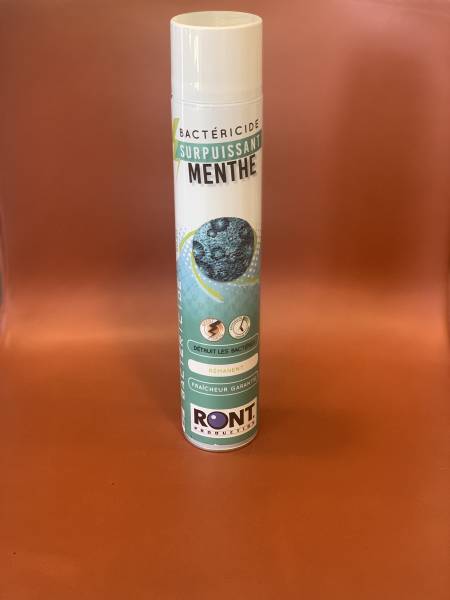 BACTÉRICIDE
SURPUISSANT
MENTHE
DÉTRUIT LES BACTÉRIES
RÉMANENT
FRAÎCHEUR GARANTIE
RONT
PRODUCTION